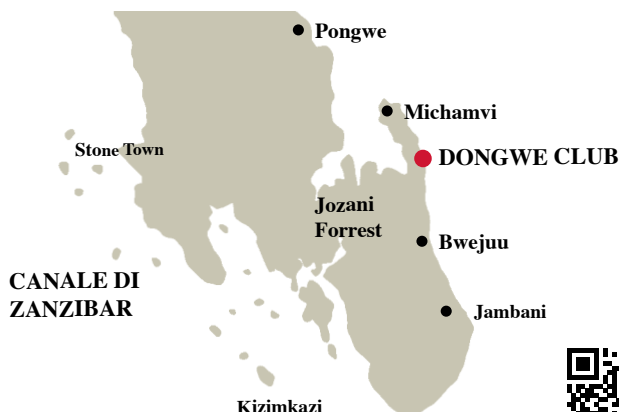 Pongwe
Michamvi
Stone Town
DONGWE CLUB
Jozani
Forrest
Bwejuu
CANALE DI
ZANZIBAR
Jambani
Kizimkazi